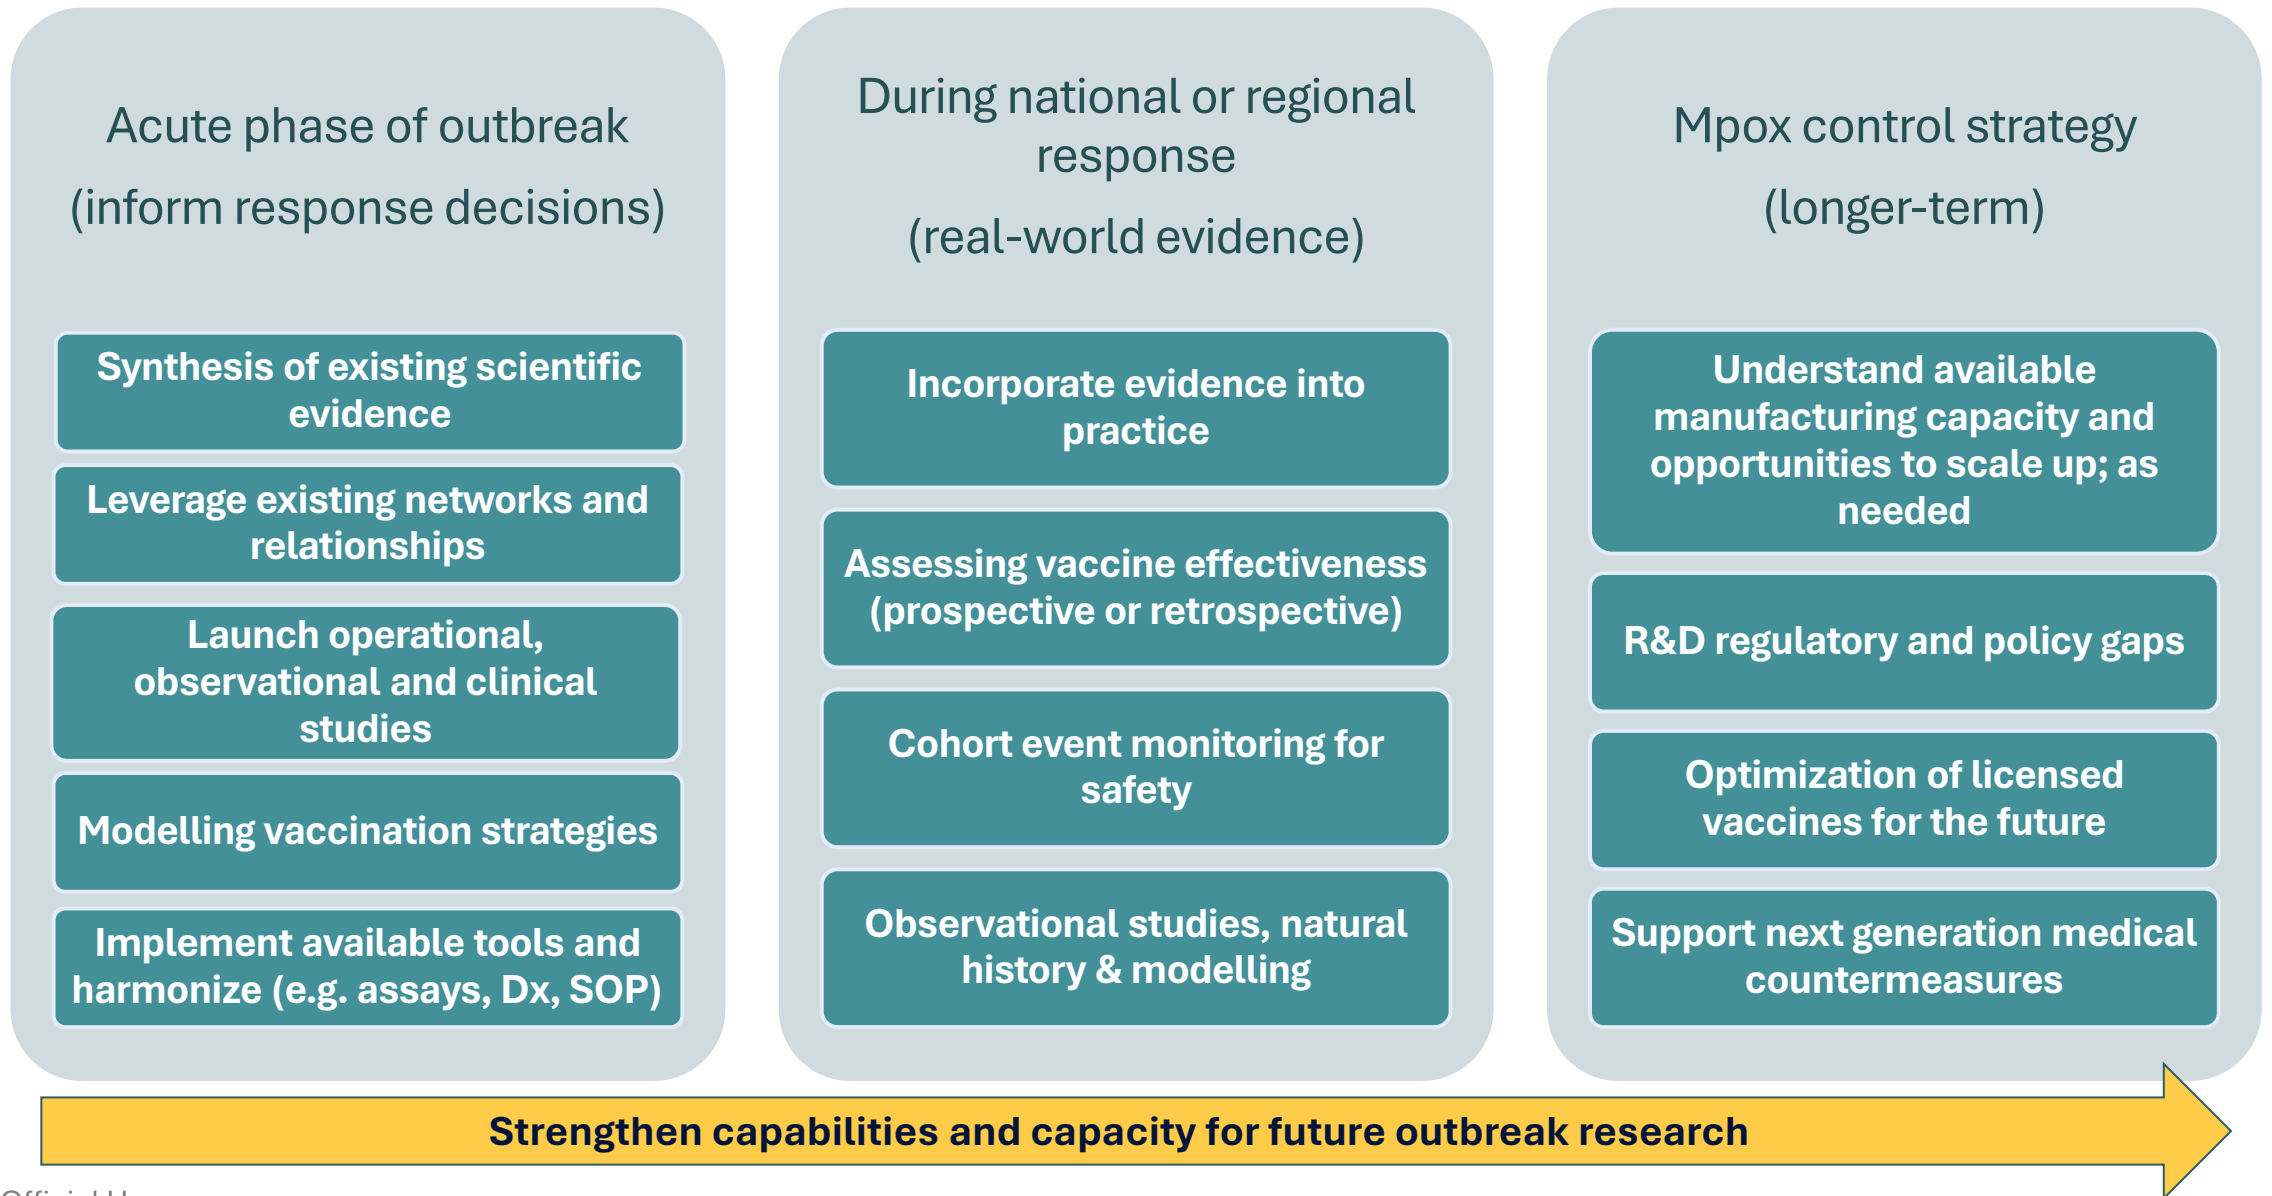 Acute phase of outbreak
(inform response decisions)
Synthesis of existing scientific
evidence
Leverage existing networks and
relationships
Launch operational,
observational and clinical
studies
Modelling vaccination strategies
Implement available tools and
harmonize (e.g. assays, Dx, SOP)
During national or regional
response
(real-world evidence)
Incorporate evidence into
practice
Assessing vaccine effectiveness
(prospective or retrospective)
Cohort event monitoring for
safety
Observational studies, natural
history & modelling
Mpox control strategy
(longer-term)
Understand available
manufacturing capacity and
opportunities to scale up; as
needed
R&D regulatory and policy gaps
Optimization of licensed
vaccines for the future
Support next generation medical
countermeasures
Strengthen capabilities and capacity for future outbreak research